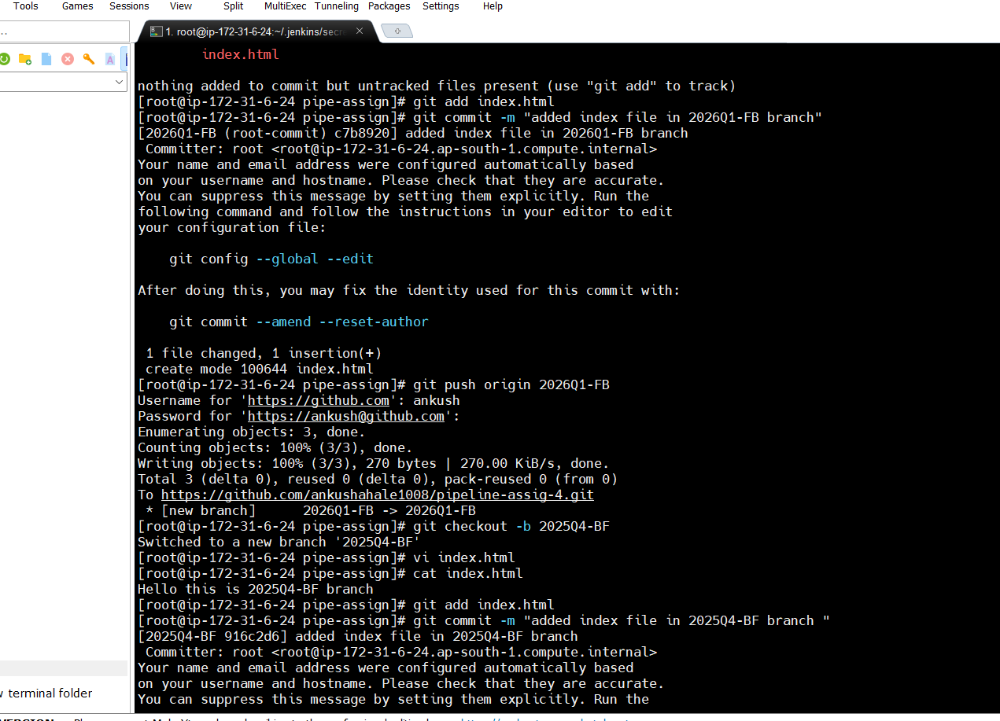 Tools Games Sessions View Split MultiExec Tunneling Packages Settings Help
..
1. root@ip-172-31-6-24:~/.jenkins/secr
index.html
nothing added to commit but untracked files present (use "git add" to track)
[root@ip-172-31-6-24 pipe-assign]# git add index.html
[root@ip-172-31-6-24 pipe-assign]# git commit -m "added index file in 2026Q1-FB branch"
[2026Q1-FB (root-commit) c7b8920] added index file in 2026Q1-FB branch
 Committer: root <root@ip-172-31-6-24.ap-south-1.compute.internal>
Your name and email address were configured automatically based
on your username and hostname. Please check that they are accurate.
You can suppress this message by setting them explicitly. Run the
following command and follow the instructions in your editor to edit
your configuration file:
    git config --global --edit
After doing this, you may fix the identity used for this commit with:
    git commit --amend --reset-author
 1 file changed, 1 insertion(+)
 create mode 100644 index.html
[root@ip-172-31-6-24 pipe-assign]# git push origin 2026Q1-FB
Username for 'https://github.com': ankush
Password for 'https://ankush@github.com':
Enumerating objects: 3, done.
Counting objects: 100% (3/3), done.
Writing objects: 100% (3/3), 270 bytes | 270.00 KiB/s, done.
Total 3 (delta 0), reused 0 (delta 0), pack-reused 0 (from 0)
To https://github.com/ankushahale1008/pipeline-assig-4.git
 * [new branch]      2026Q1-FB -> 2026Q1-FB
[root@ip-172-31-6-24 pipe-assign]# git checkout -b 2025Q4-BF
Switched to a new branch '2025Q4-BF'
[root@ip-172-31-6-24 pipe-assign]# vi index.html
[root@ip-172-31-6-24 pipe-assign]# cat index.html
Hello this is 2025Q4-BF branch
[root@ip-172-31-6-24 pipe-assign]# git add index.html
[root@ip-172-31-6-24 pipe-assign]# git commit -m "added index file in 2025Q4-BF branch "
[2025Q4-BF 916c2d6] added index file in 2025Q4-BF branch
 Committer: root <root@ip-172-31-6-24.ap-south-1.compute.internal>
Your name and email address were configured automatically based
on your username and hostname. Please check that they are accurate.
You can suppress this message by setting them explicitly. Run the
terminal folder